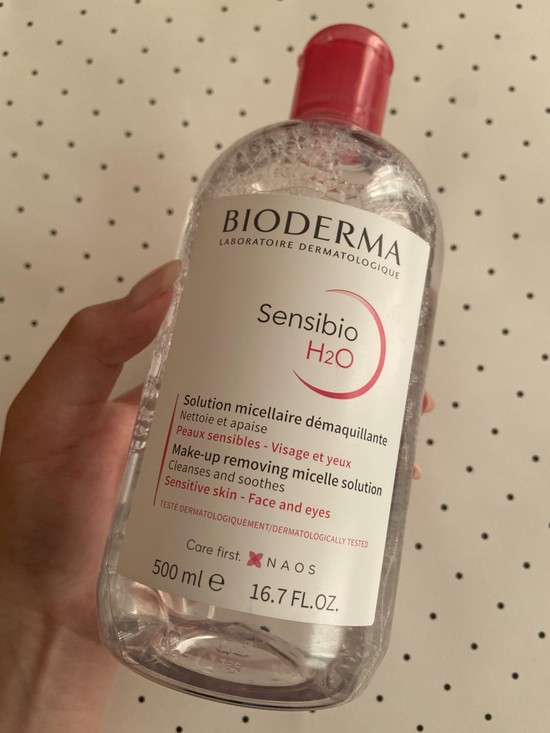 BIODERMA
LABORATOIRE DERMATOLOGIQUE
Sensibio
H2O
Solution micellaire démaquillante
Nettoie et apaise
Peaux sensibles - Visage et yeux
Make-up removing micelle solution
Cleanses and soothes
Sensitive skin - Face and eyes
TESTÉ DERMATOLOGIQUEMENT/DERMATOLOGICALLY TESTED
Care first. NAOS
500 ml ℮ 16.7 FL.OZ.